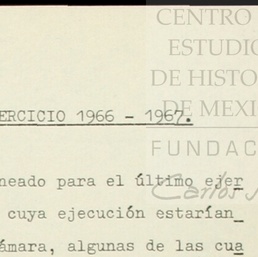 CENTRO
ESTUDIO
DE HISTO
DE MEXI
FUNDAC
Carlos
ERCICIO 1966 - 1967.
neado para el último ejer
cuya ejecución estarían
ámara, algunas de las cua